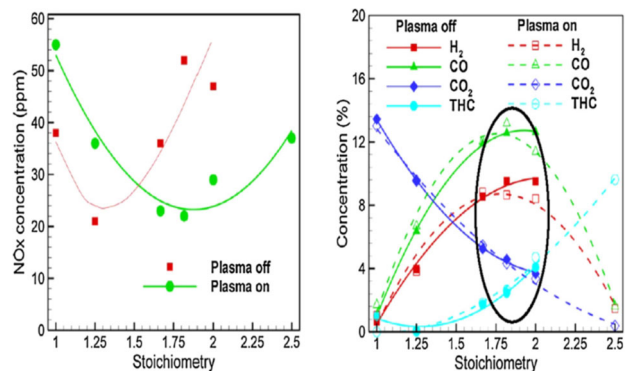 NOx concentration (ppm)
60
50
40
30
20
10
0
Plasma off
Plasma on
1 1.25 1.5 1.75 2 2.25 2.5
Stoichiometry
Concentration (%)
20
16
12
8
4
0
Plasma off Plasma on
H2 H2
CO CO
CO2 CO2
THC THC
1 1.25 1.5 1.75 2 2.25 2.5
Stoichiometry